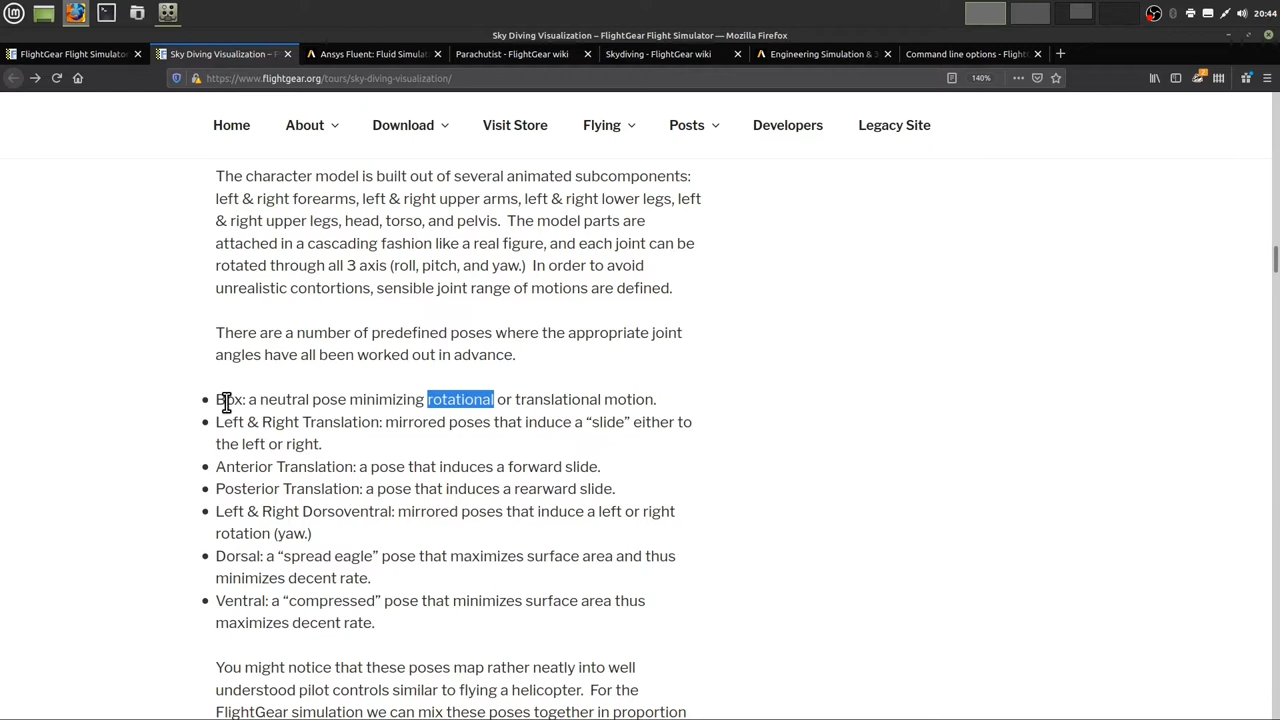 20:44
Sky Diving Visualization – FlightGear Flight Simulator — Mozilla Firefox
FlightGear Flight Simulator
Sky Diving Visualization – F
Ansys Fluent: Fluid Simulat
Parachutist - FlightGear wiki
Skydiving - FlightGear wiki
Engineering Simulation & 3
Command line options - FlightG
https://www.flightgear.org/tours/sky-diving-visualization/
140%
Home About Download Visit Store Flying Posts Developers Legacy Site
The character model is built out of several animated subcomponents:
left & right forearms, left & right upper arms, left & right lower legs, left
& right upper legs, head, torso, and pelvis. The model parts are
attached in a cascading fashion like a real figure, and each joint can be
rotated through all 3 axis (roll, pitch, and yaw.) In order to avoid
unrealistic contortions, sensible joint range of motions are defined.
There are a number of predefined poses where the appropriate joint
angles have all been worked out in advance.
• Box: a neutral pose minimizing rotational or translational motion.
• Left & Right Translation: mirrored poses that induce a “slide” either to
the left or right.
• Anterior Translation: a pose that induces a forward slide.
• Posterior Translation: a pose that induces a rearward slide.
• Left & Right Dorsoventral: mirrored poses that induce a left or right
rotation (yaw.)
• Dorsal: a “spread eagle” pose that maximizes surface area and thus
minimizes decent rate.
• Ventral: a “compressed” pose that minimizes surface area thus
maximizes decent rate.
You might notice that these poses map rather neatly into well
understood pilot controls similar to flying a helicopter. For the
FlightGear simulation we can mix these poses together in proportion